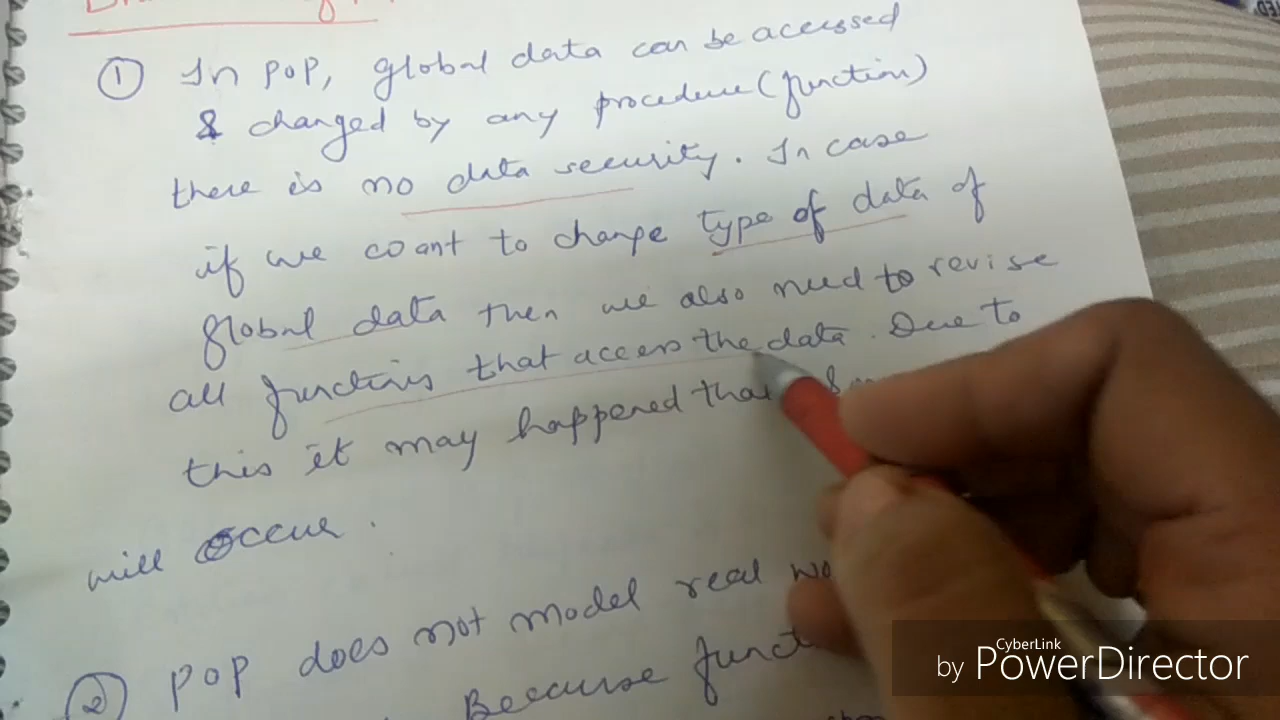 ① In POP, global data can be acessed
& changed by any procedure (function)
there is no data security. In case
if we want to change type of data of
global data then we also need to revise
all functions that access the data. Due to
this it may happened that
will occur.
② POP does not model real
Because
CyberLink
by PowerDirector